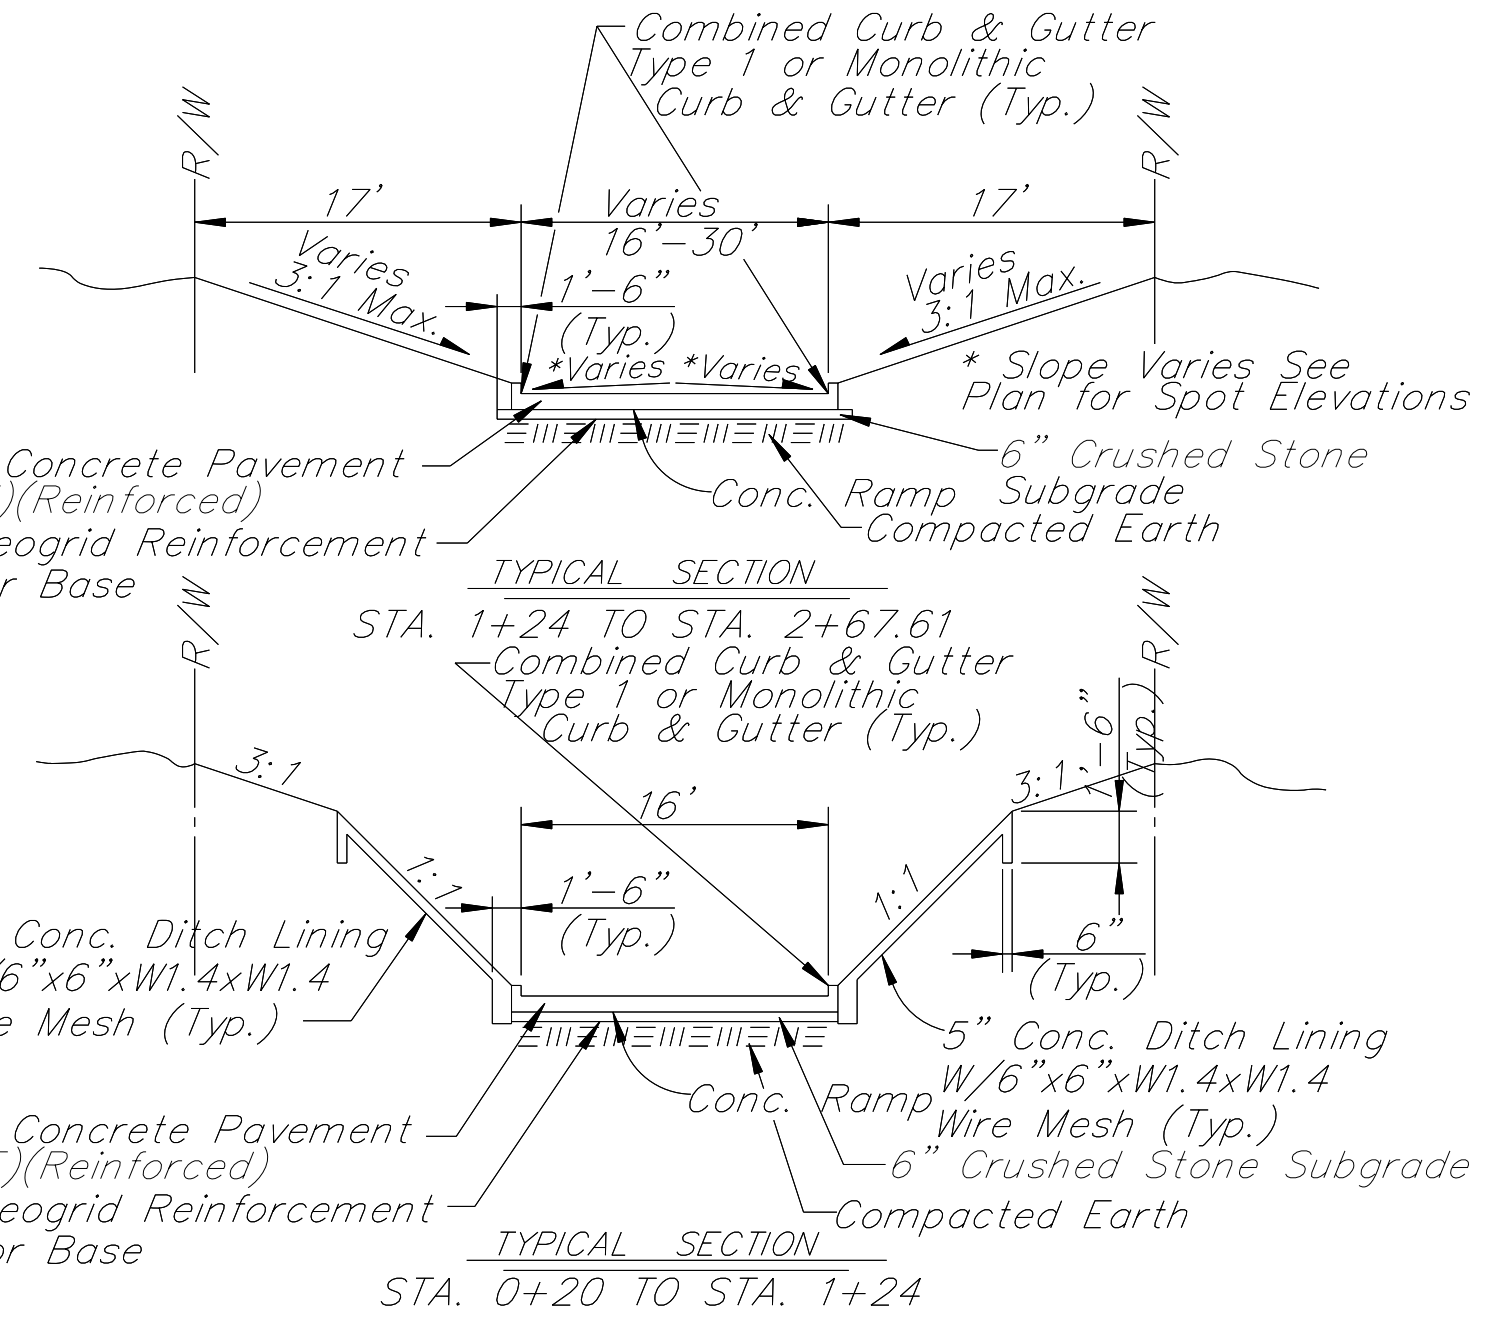 Combined Curb & Gutter
Type 1 or Monolithic
Curb & Gutter (Typ.)
R/W
R/W
17'
Varies
16'-30'
17'
Varies
3:1 Max.
1'-6"
(Typ.)
Varies
3:1 Max.
*Varies *Varies
* Slope Varies See
Plan for Spot Elevations
Concrete Pavement
)(Reinforced)
eogrid Reinforcement
r Base
6" Crushed Stone
Subgrade
Conc. Ramp
Compacted Earth
TYPICAL SECTION
STA. 1+24 TO STA. 2+67.61
R/W
R/W
Combined Curb & Gutter
Type 1 or Monolithic
Curb & Gutter (Typ.)
3:1
16'
3:1
1'-6"
(Typ.)
1:1
1'-6"
(Typ.)
1:1
6"
(Typ.)
Conc. Ditch Lining
/6"x6"xW1.4xW1.4
e Mesh (Typ.)
5" Conc. Ditch Lining
W/6"x6"xW1.4xW1.4
Wire Mesh (Typ.)
Conc. Ramp
Concrete Pavement
)(Reinforced)
eogrid Reinforcement
or Base
6" Crushed Stone Subgrade
Compacted Earth
TYPICAL SECTION
STA. 0+20 TO STA. 1+24